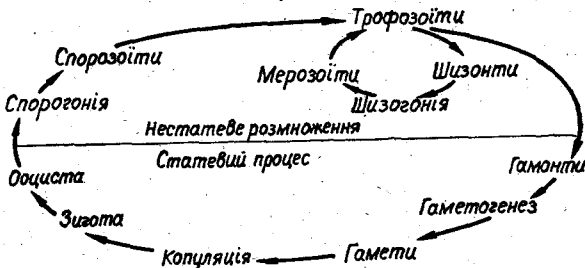 Трофозоїти
Спорозоїти
Мерозоїти
Шизонти
Спорогонія
Шизогонія
Нестатеве розмноження
Статевий процес
Ооциста
Гамонти
Гаметогенез
Зигота
Копуляція
Гамети